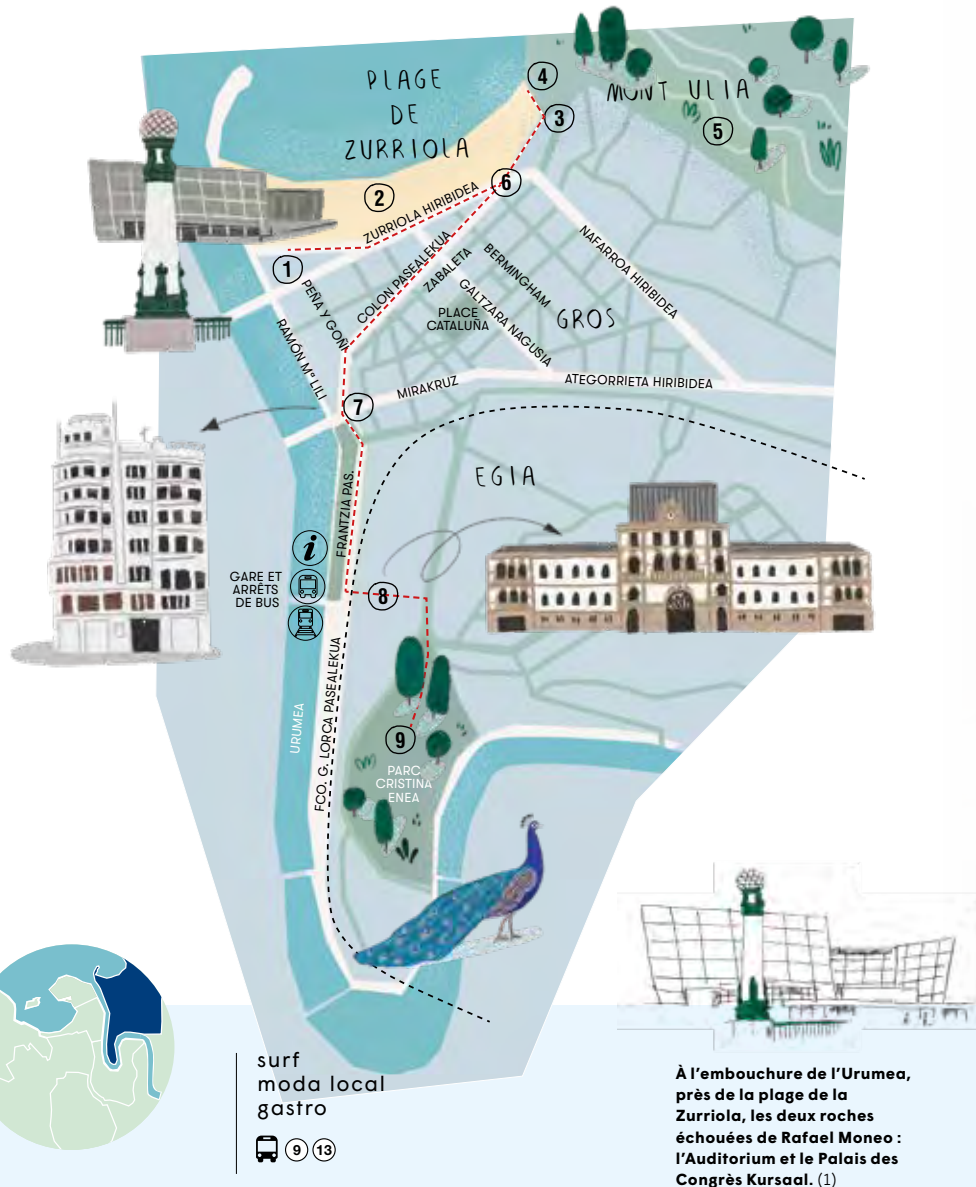 PLAGE
DE
ZURRIOLA
MONT ULIA
4
3
5
6
2
ZURRIOLA HIRIBIDEA
1
PEÑA Y GOÑI
COLON PASEALEKUA
ZABALETA
BERMINGHAM
NAFARROA HIRIBIDEA
PLACE
CATALUÑA
GALTZARA NAGUSIA
GROS
RAMÓN Mª LILI
MIRAKRUZ
ATEGORRIETA HIRIBIDEA
7
EGIA
FRANTZIA PAS.
i
GARE ET
ARRÊTS
DE BUS
8
URUMEA
FCO. G. LORCA PASEALEKUA
9
PARC
CRISTINA
ENEA
surf
moda local
gastro
9 13
À l'embouchure de l'Urumea,
près de la plage de la
Zurriola, les deux roches
échouées de Rafael Moneo :
l'Auditorium et le Palais des
Congrès Kursaal. (1)